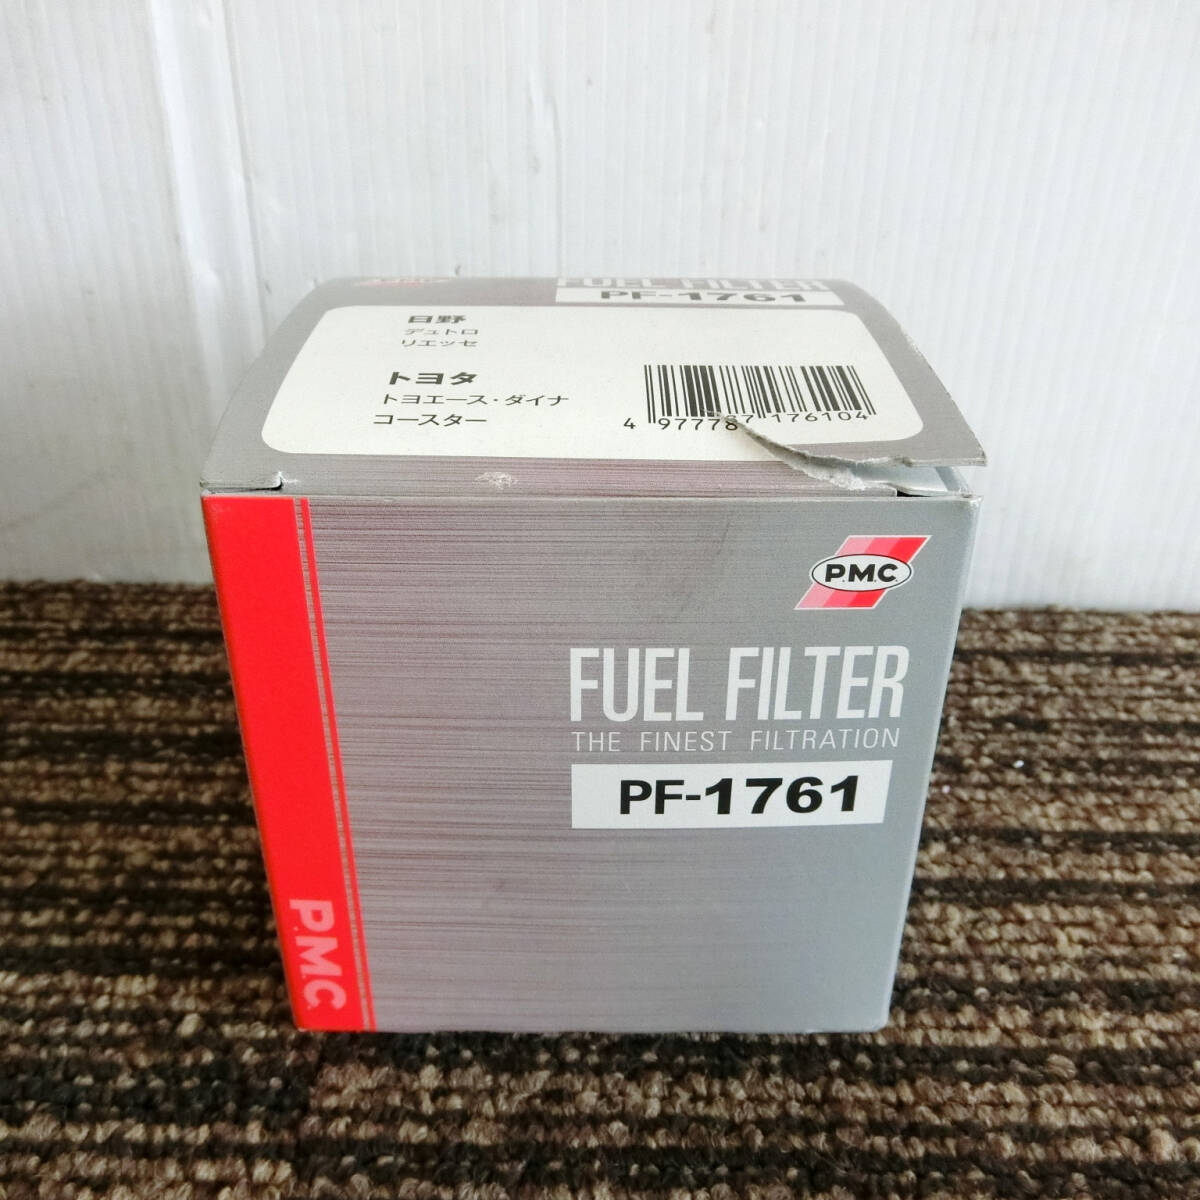 P.M.C.
FUEL FILTER
PF-1761
日野
デュトロ
リエッセ
トヨタ
トヨエース・ダイナ
コースター
4 977787 176104
P.M.C.
FUEL FILTER
THE FINEST FILTRATION
PF-1761
P.M.C.